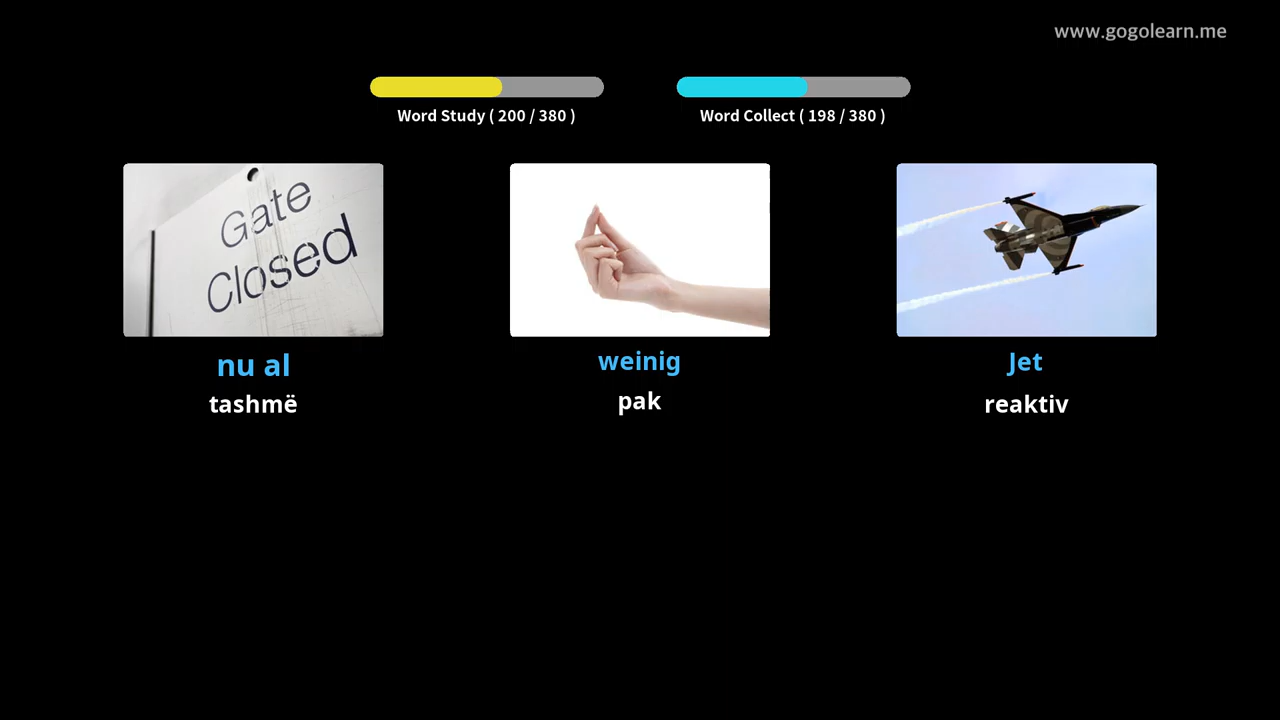 www.gogolearn.me
Word Study ( 200 / 380 )
Word Collect ( 198 / 380 )
Gate
Closed
nu al
tashmë
weinig
pak
Jet
reaktiv